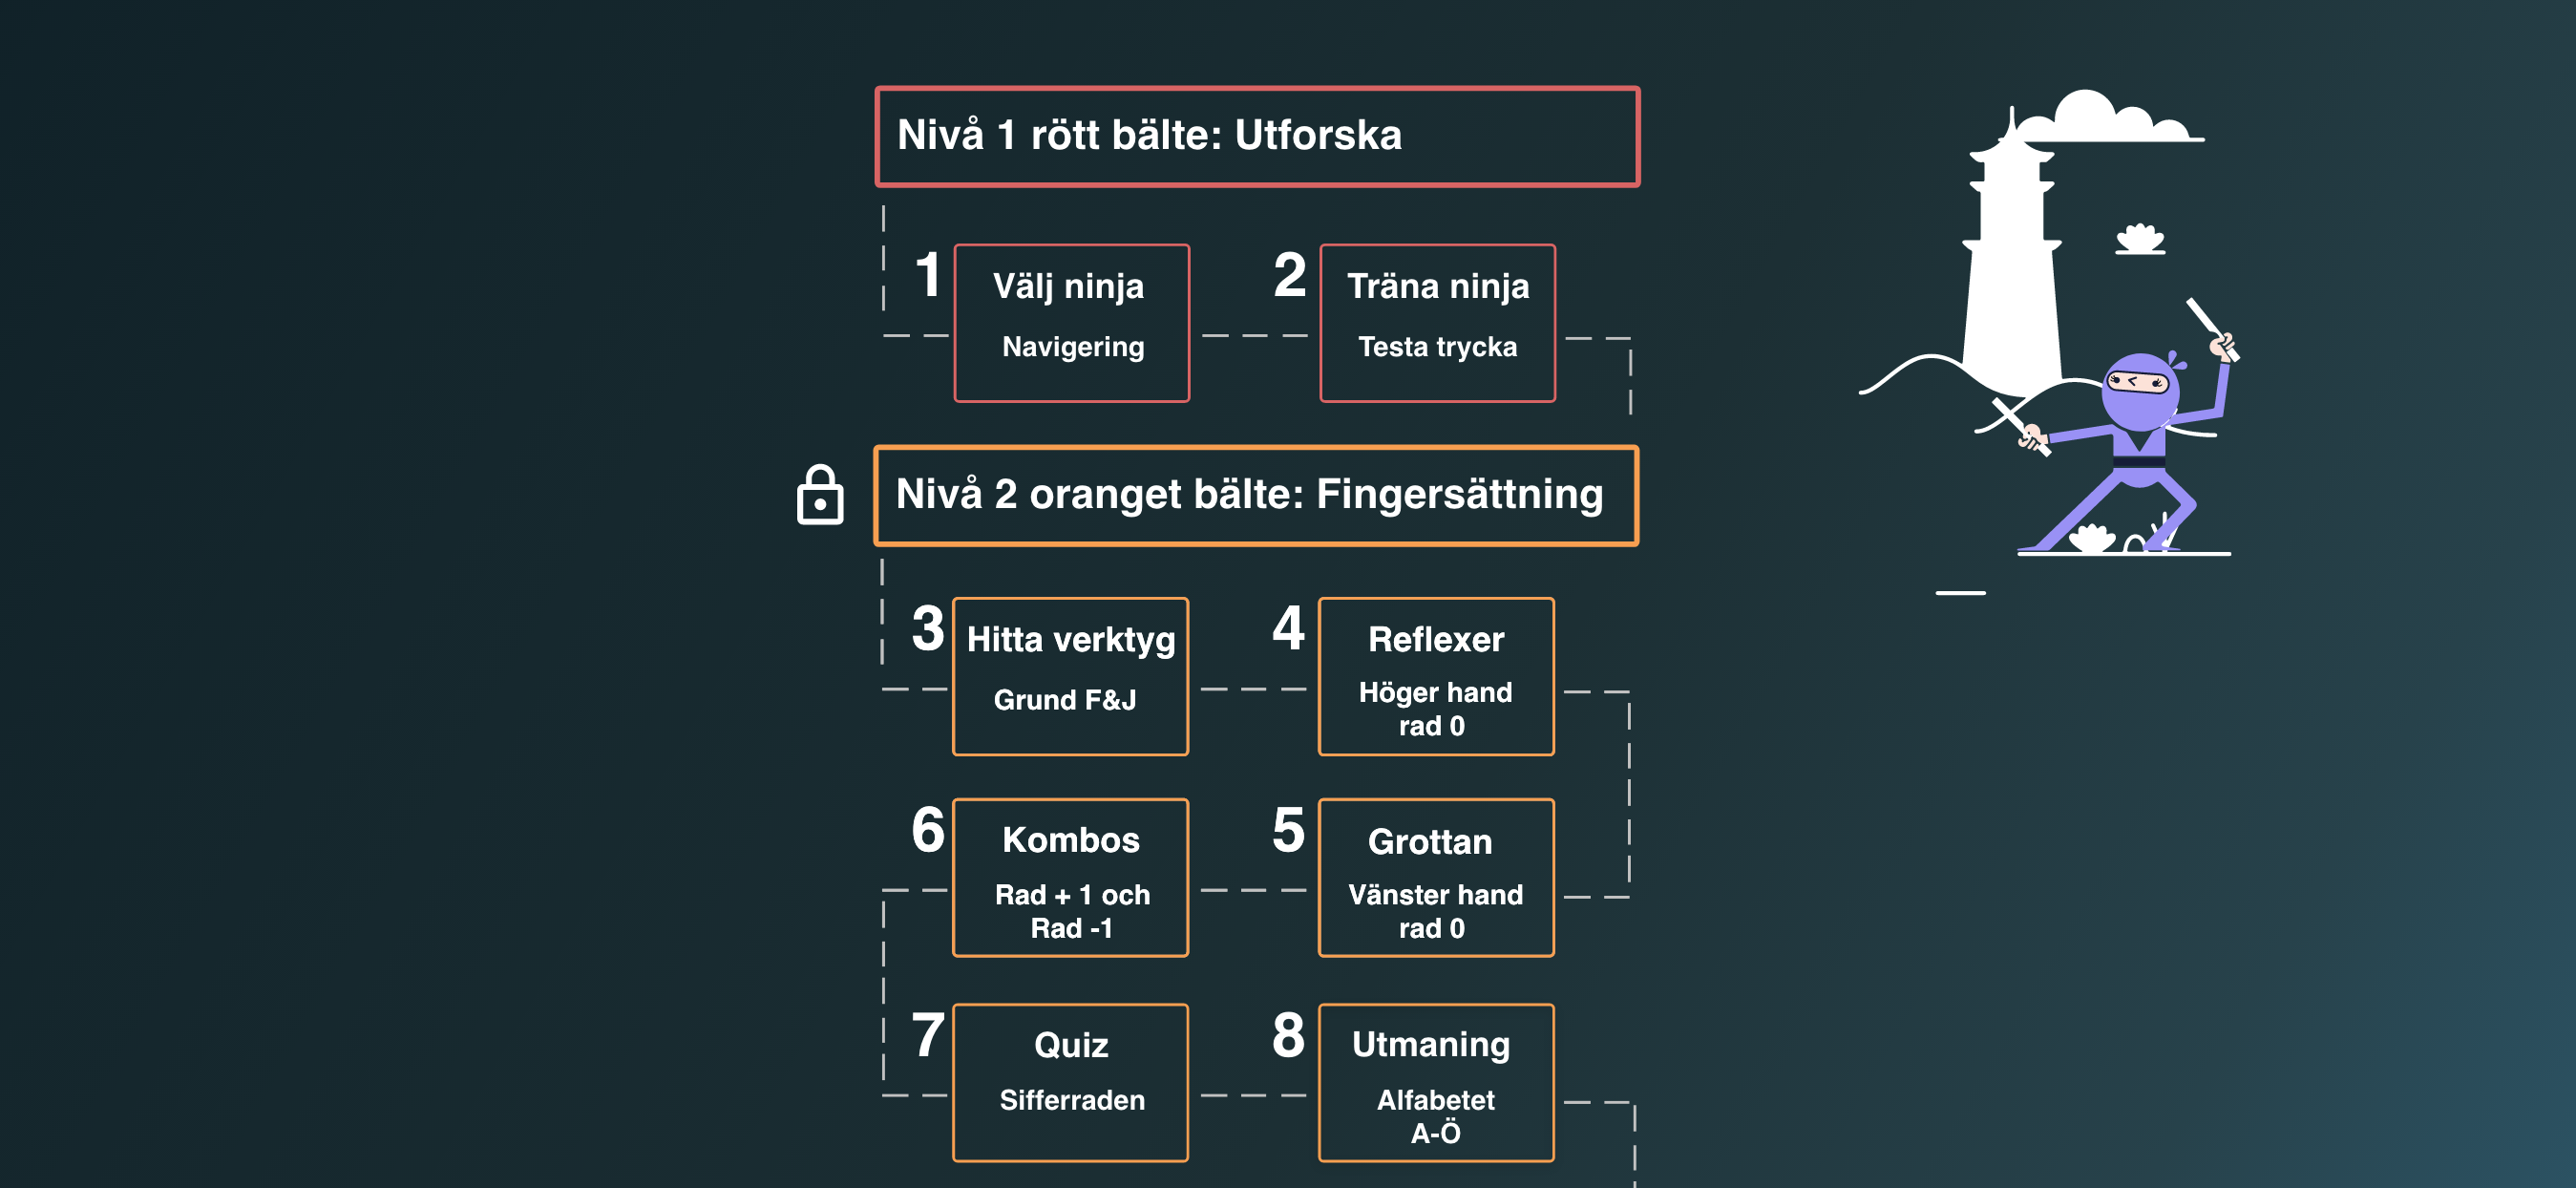 Nivå 1 rött bälte: Utforska
1
Välj ninja
Navigering
2
Träna ninja
Testa trycka
Nivå 2 oranget bälte: Fingersättning
3
Hitta verktyg
Grund F&J
4
Reflexer
Höger hand
rad 0
5
Grottan
Vänster hand
rad 0
6
Kombos
Rad + 1 och
Rad -1
7
Quiz
Sifferraden
8
Utmaning
Alfabetet
A-Ö